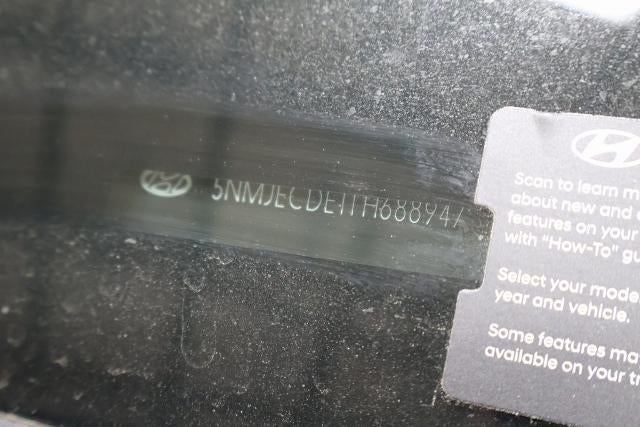 5NMJECDE1TH688947
Scan to learn
about new and
features on your
with "How-To"
Select your
year and vehicle.
Some features
available on your